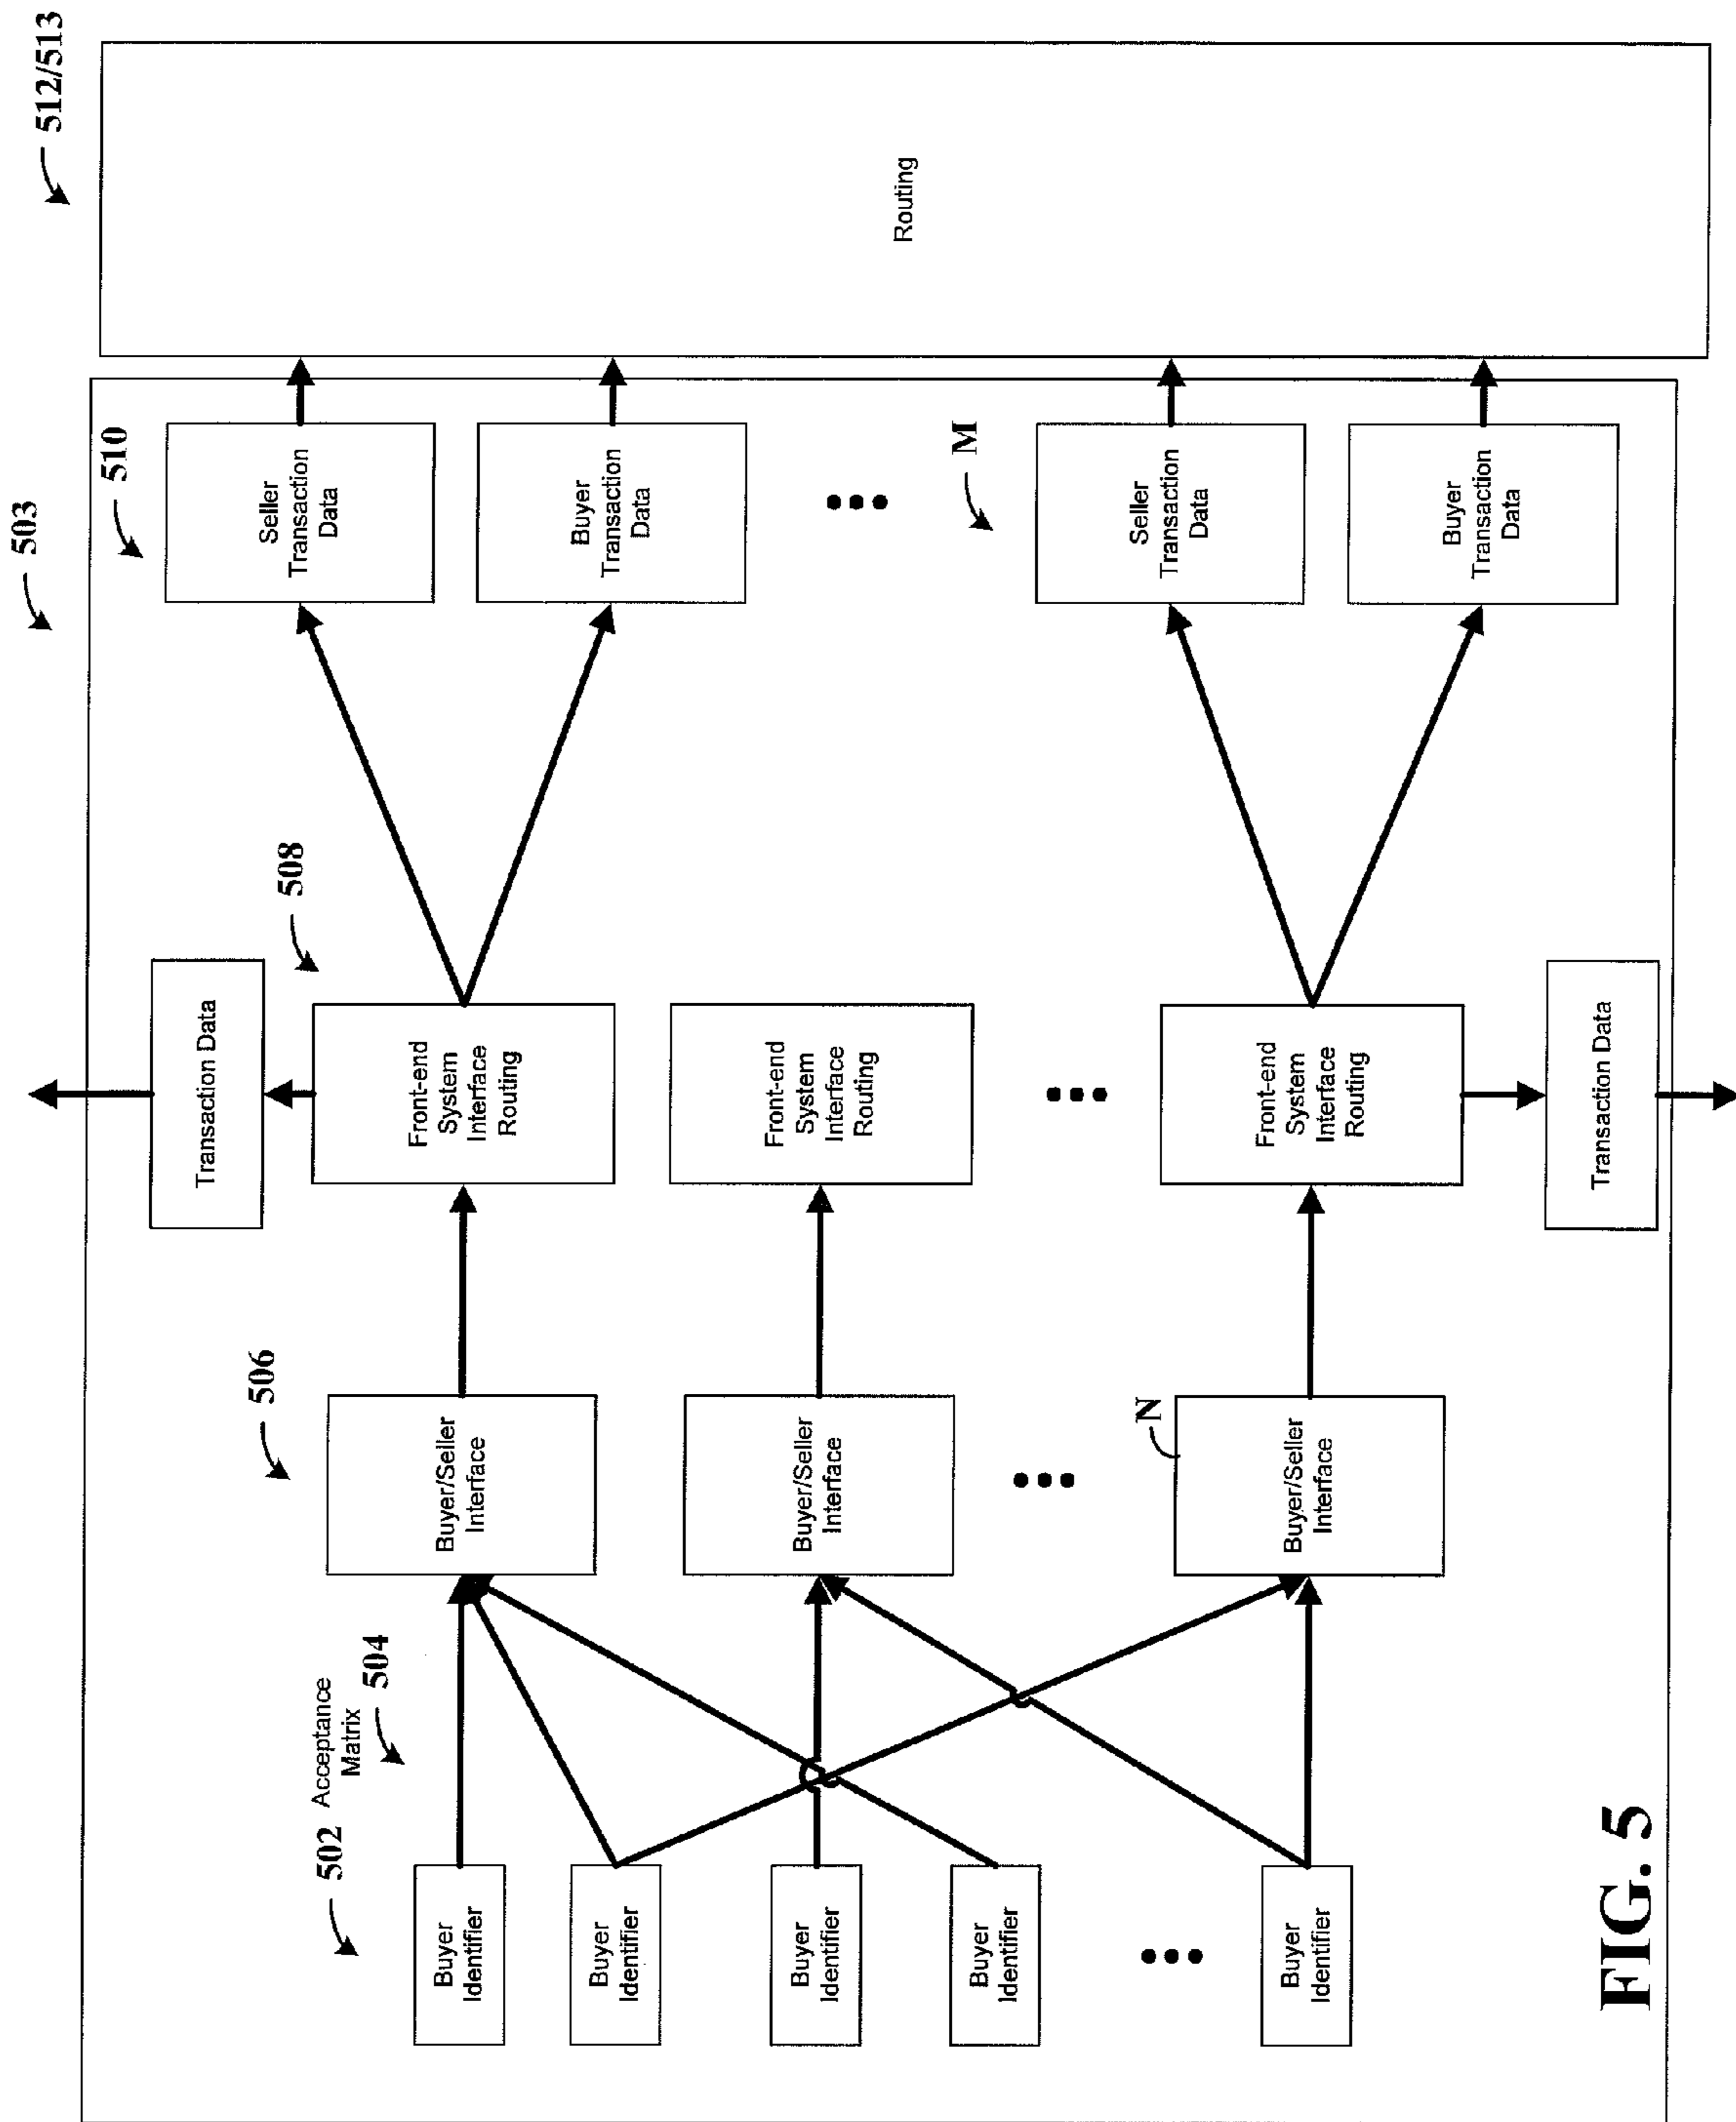 503
512/513
502
Acceptance
Matrix
504
506
508
510
Buyer
Identifier
Buyer
Identifier
Buyer
Identifier
Buyer
Identifier
Buyer
Identifier
Buyer/Seller
Interface
Buyer/Seller
Interface
N
Buyer/Seller
Interface
Transaction Data
Front-end
System
Interface
Routing
Front-end
System
Interface
Routing
Front-end
System
Interface
Routing
Transaction Data
Seller
Transaction
Data
Buyer
Transaction
Data
M
Seller
Transaction
Data
Buyer
Transaction
Data
Routing
FIG. 5